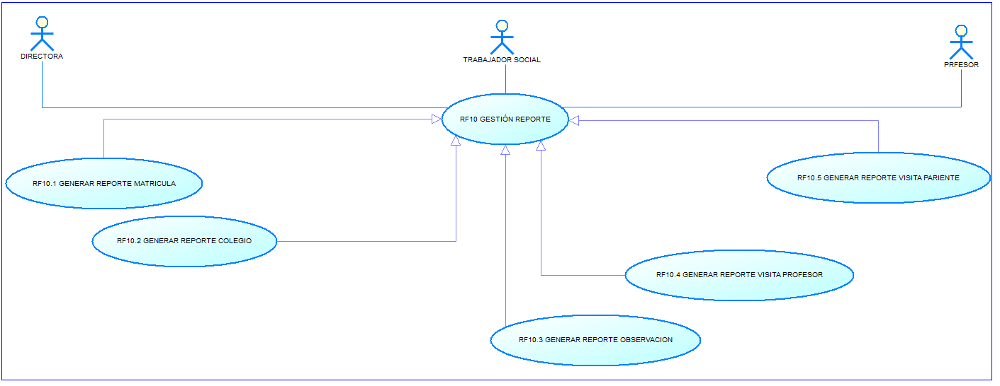 DIRECTORA
TRABAJADOR SOCIAL
PRFESOR
RF10 GESTIÓN REPORTE
RF10.1 GENERAR REPORTE MATRICULA
RF10.5 GENERAR REPORTE VISITA PARIENTE
RF10.2 GENERAR REPORTE COLEGIO
RF10.4 GENERAR REPORTE VISITA PROFESOR
RF10.3 GENERAR REPORTE OBSERVACION